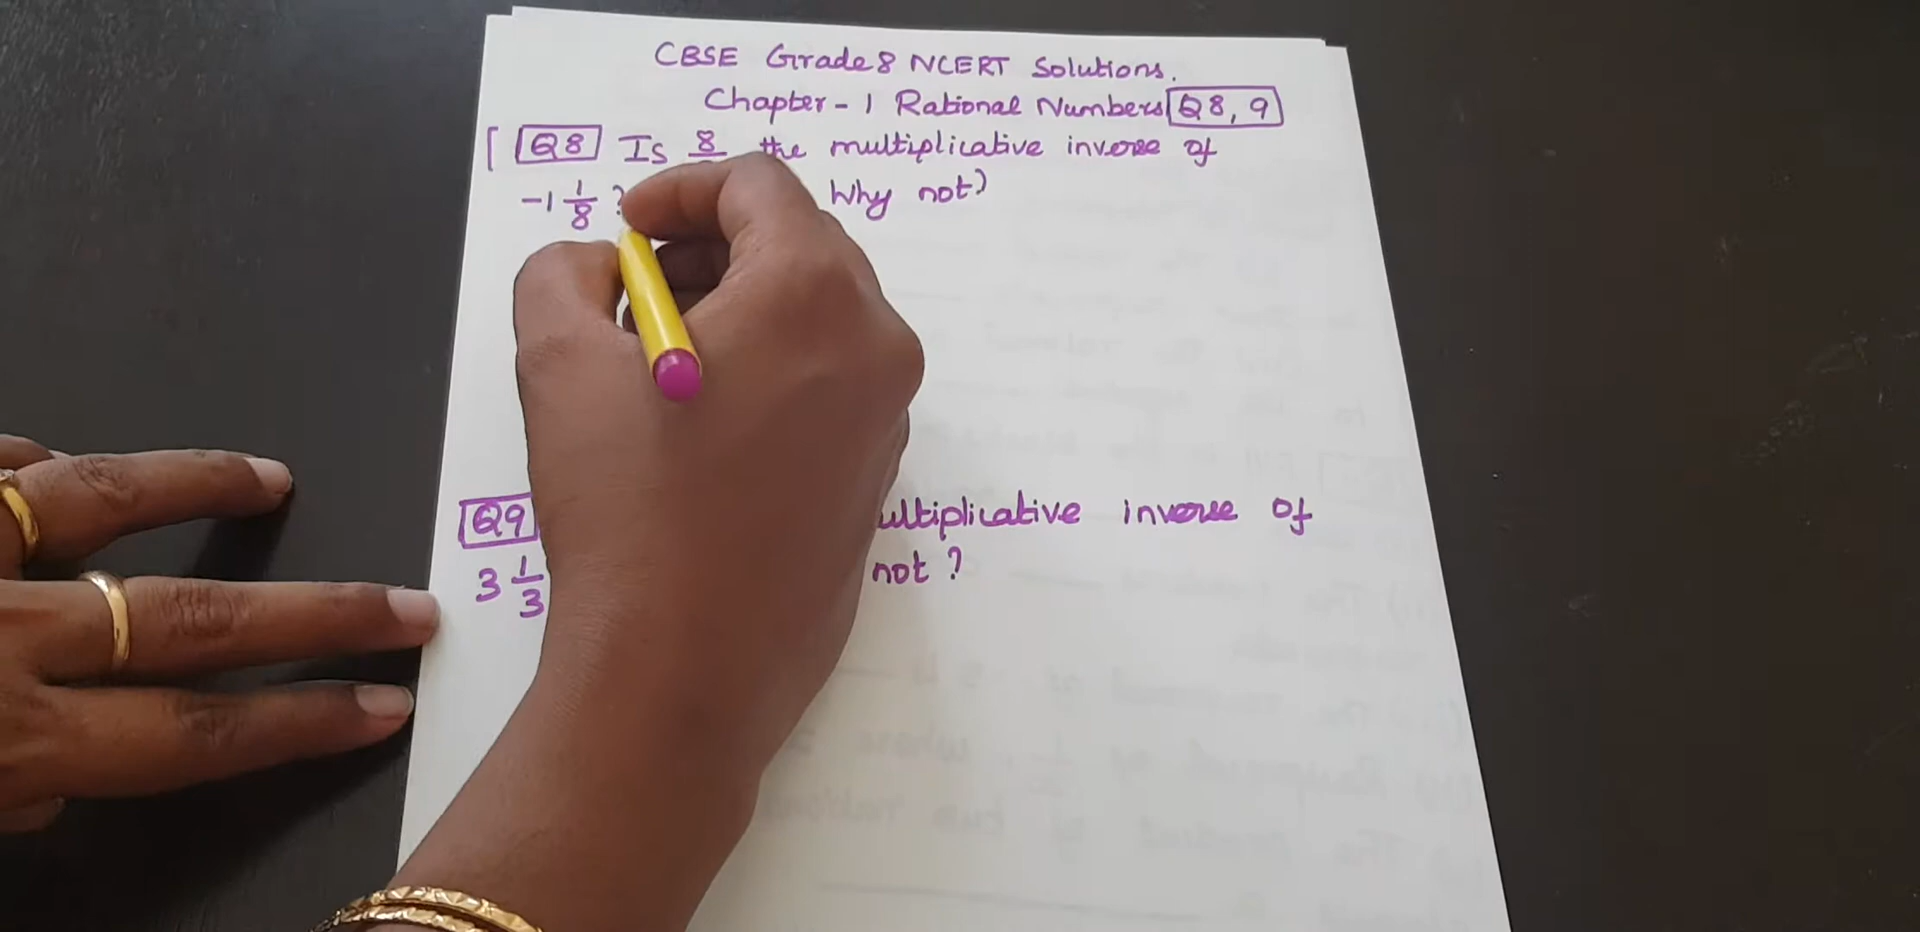 CBSE Grade 8 NCERT Solutions.
Chapter - 1 Rational Numbers Q8, 9
[ Q8 Is 8 the multiplicative inverse of
-1 1/8 ? Why not?
Q9 ultiplicative inverse of
3 1/3 not ?